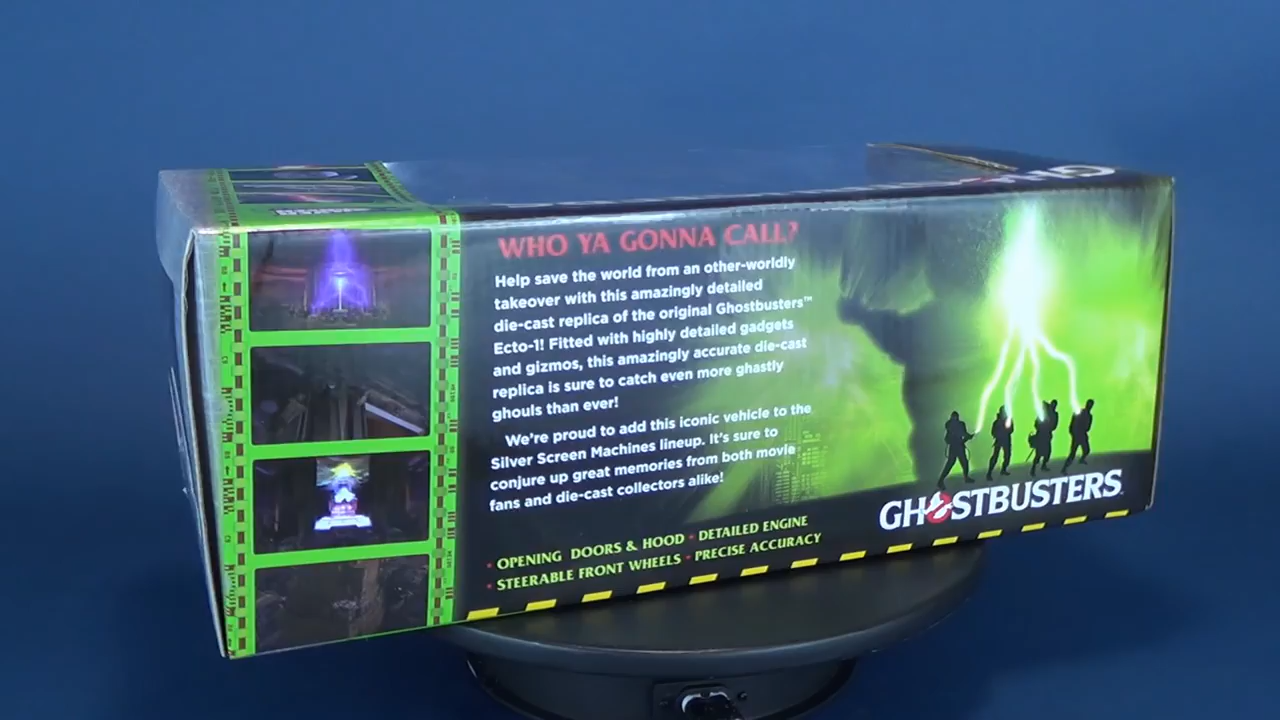 WHO YA GONNA CALL?
Help save the world from an other-worldly
takeover with this amazingly detailed
die-cast replica of the original Ghostbusters™
Ecto-1! Fitted with highly detailed gadgets
and gizmos, this amazingly accurate die-cast
replica is sure to catch even more ghastly
ghouls than ever!
We're proud to add this iconic vehicle to the
Silver Screen Machines lineup. It's sure to
conjure up great memories from both movie
fans and die-cast collectors alike!
• OPENING DOORS & HOOD • DETAILED ENGINE
• STEERABLE FRONT WHEELS • PRECISE ACCURACY
GHOSTBUSTERS